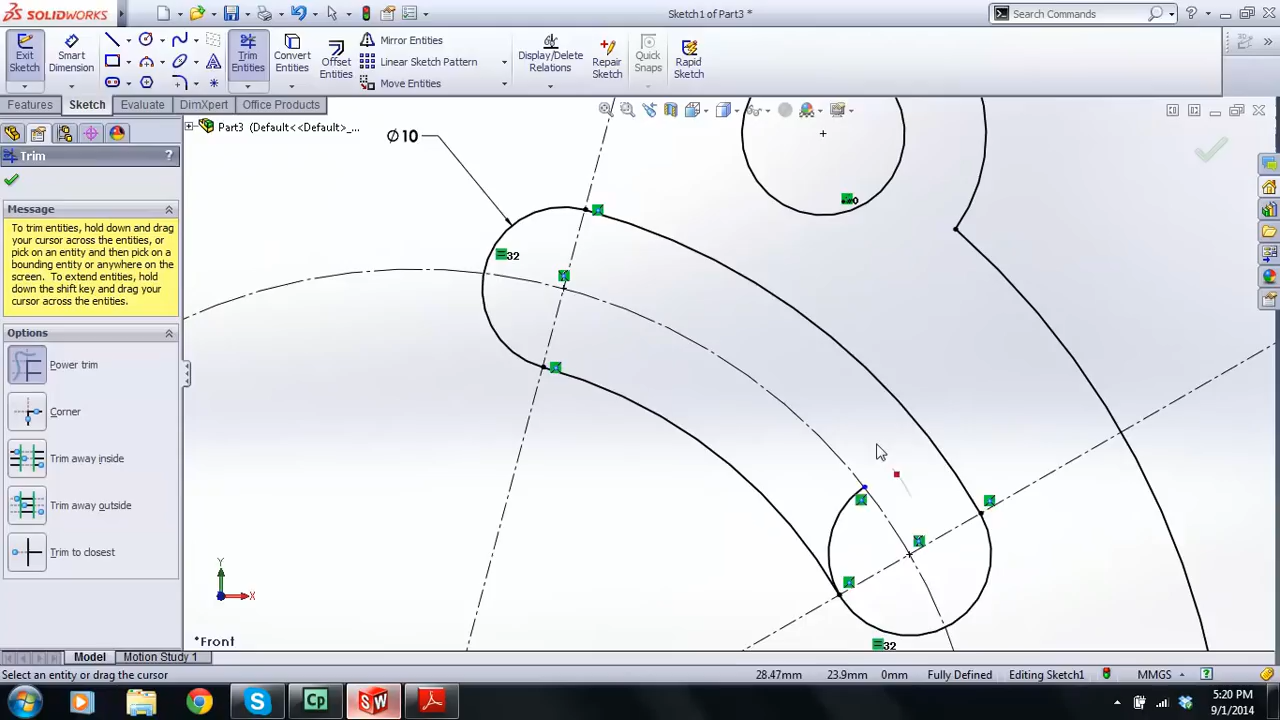 SOLIDWORKS
Sketch1 of Part3 *
Search Commands
Exit Sketch
Smart Dimension
Trim Entities
Convert Entities
Offset Entities
Mirror Entities
Linear Sketch Pattern
Move Entities
Display/Delete Relations
Repair Sketch
Quick Snaps
Rapid Sketch
Features
Sketch
Evaluate
DimXpert
Office Products
Part3 (Default<<Default>_...
Trim
?
Message
To trim entities, hold down and drag
your cursor across the entities, or
pick on an entity and then pick on a
bounding entity or anywhere on the
screen. To extend entities, hold
down the shift key and drag your
cursor across the entities.
Options
Power trim
Corner
Trim away inside
Trim away outside
Trim to closest
Ø10
32
32
Y
X
*Front
Model
Motion Study 1
Select an entity or drag the cursor
28.47mm
23.9mm
0mm
Fully Defined
Editing Sketch1
MMGS
5:20 PM
9/1/2014